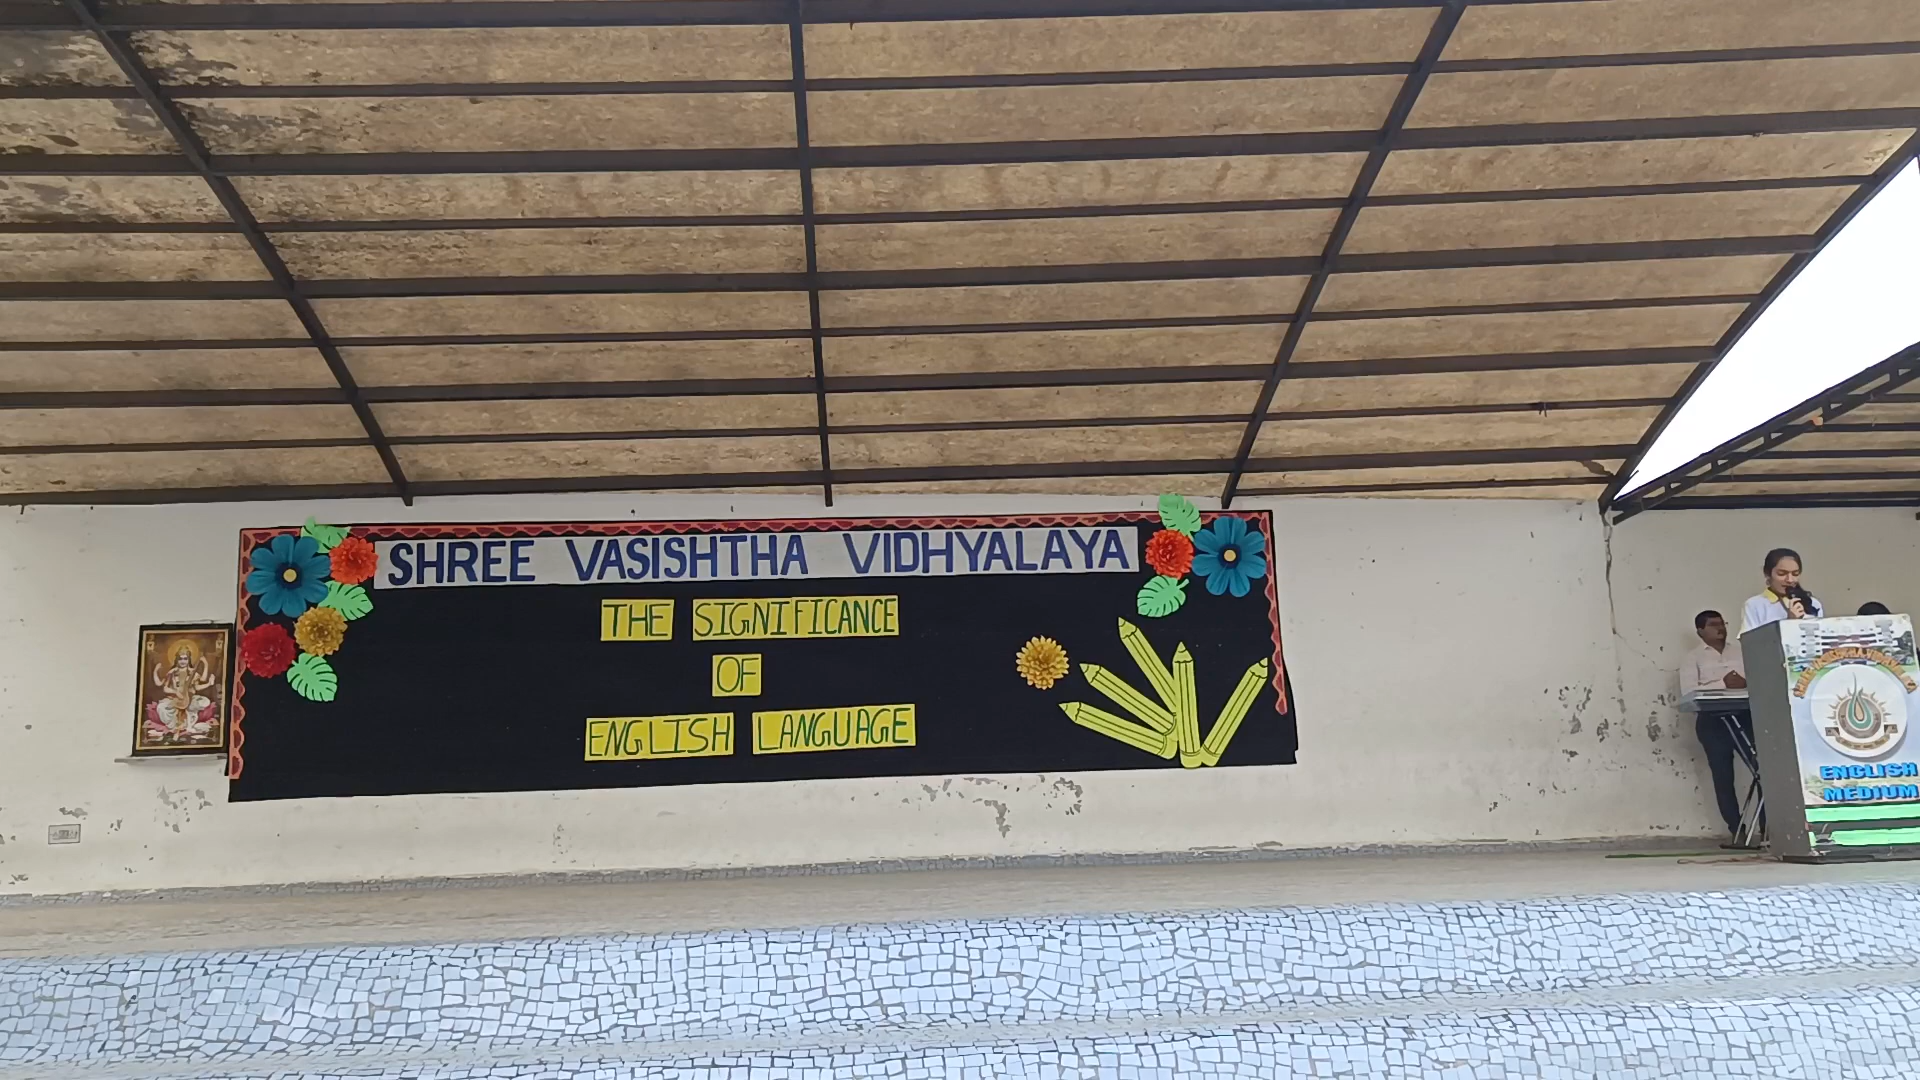 SHREE VASISHTHA VIDHYALAYA
THE SIGNIFICANCE
OF
ENGLISH LANGUAGE
ENGLISH
MEDIUM